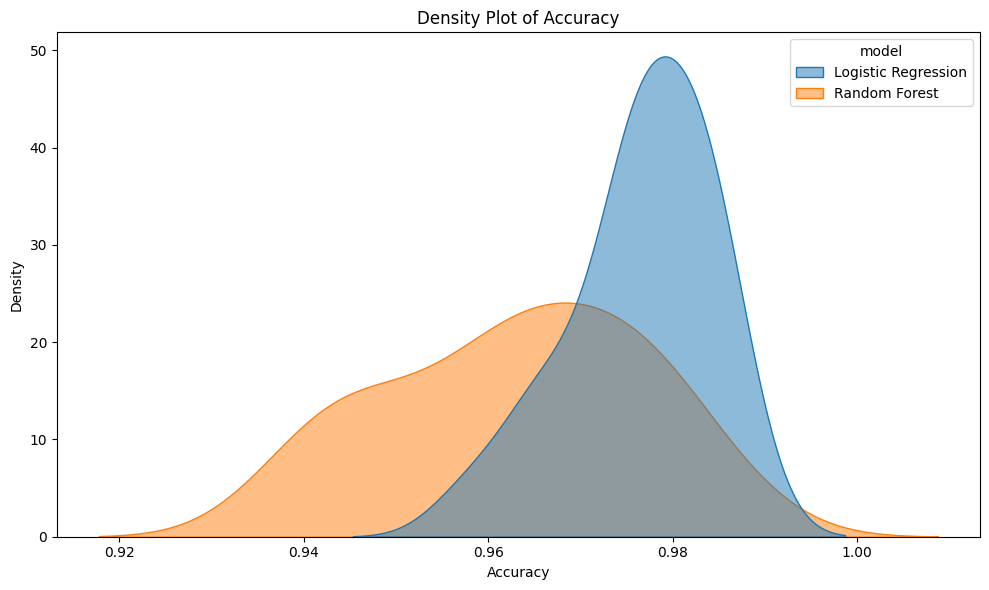 Density Plot of Accuracy
model
Logistic Regression
Random Forest
50
40
30
20
10
0
Density
0.92 0.94 0.96 0.98 1.00
Accuracy